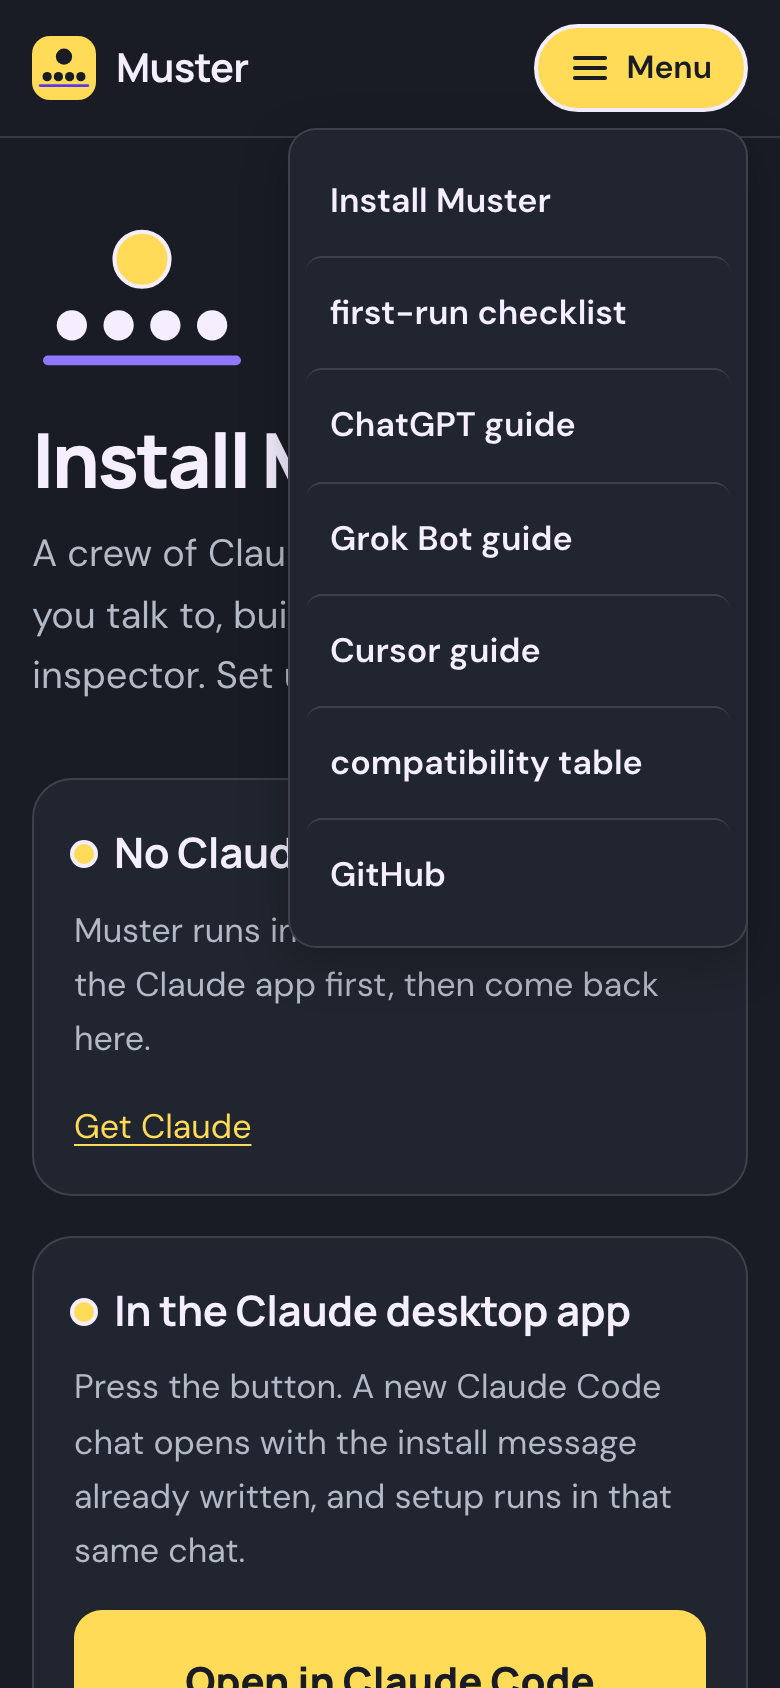 Muster
Menu
Install Muster
first-run checklist
ChatGPT guide
Grok Bot guide
Cursor guide
compatibility table
GitHub
Install
A crew of
you talk to,
inspector. Set
No
Muster runs in
the Claude app first, then come back
here.
Get Claude
In the Claude desktop app
Press the button. A new Claude Code
chat opens with the install message
already written, and setup runs in that
same chat.
Open in Claude Code